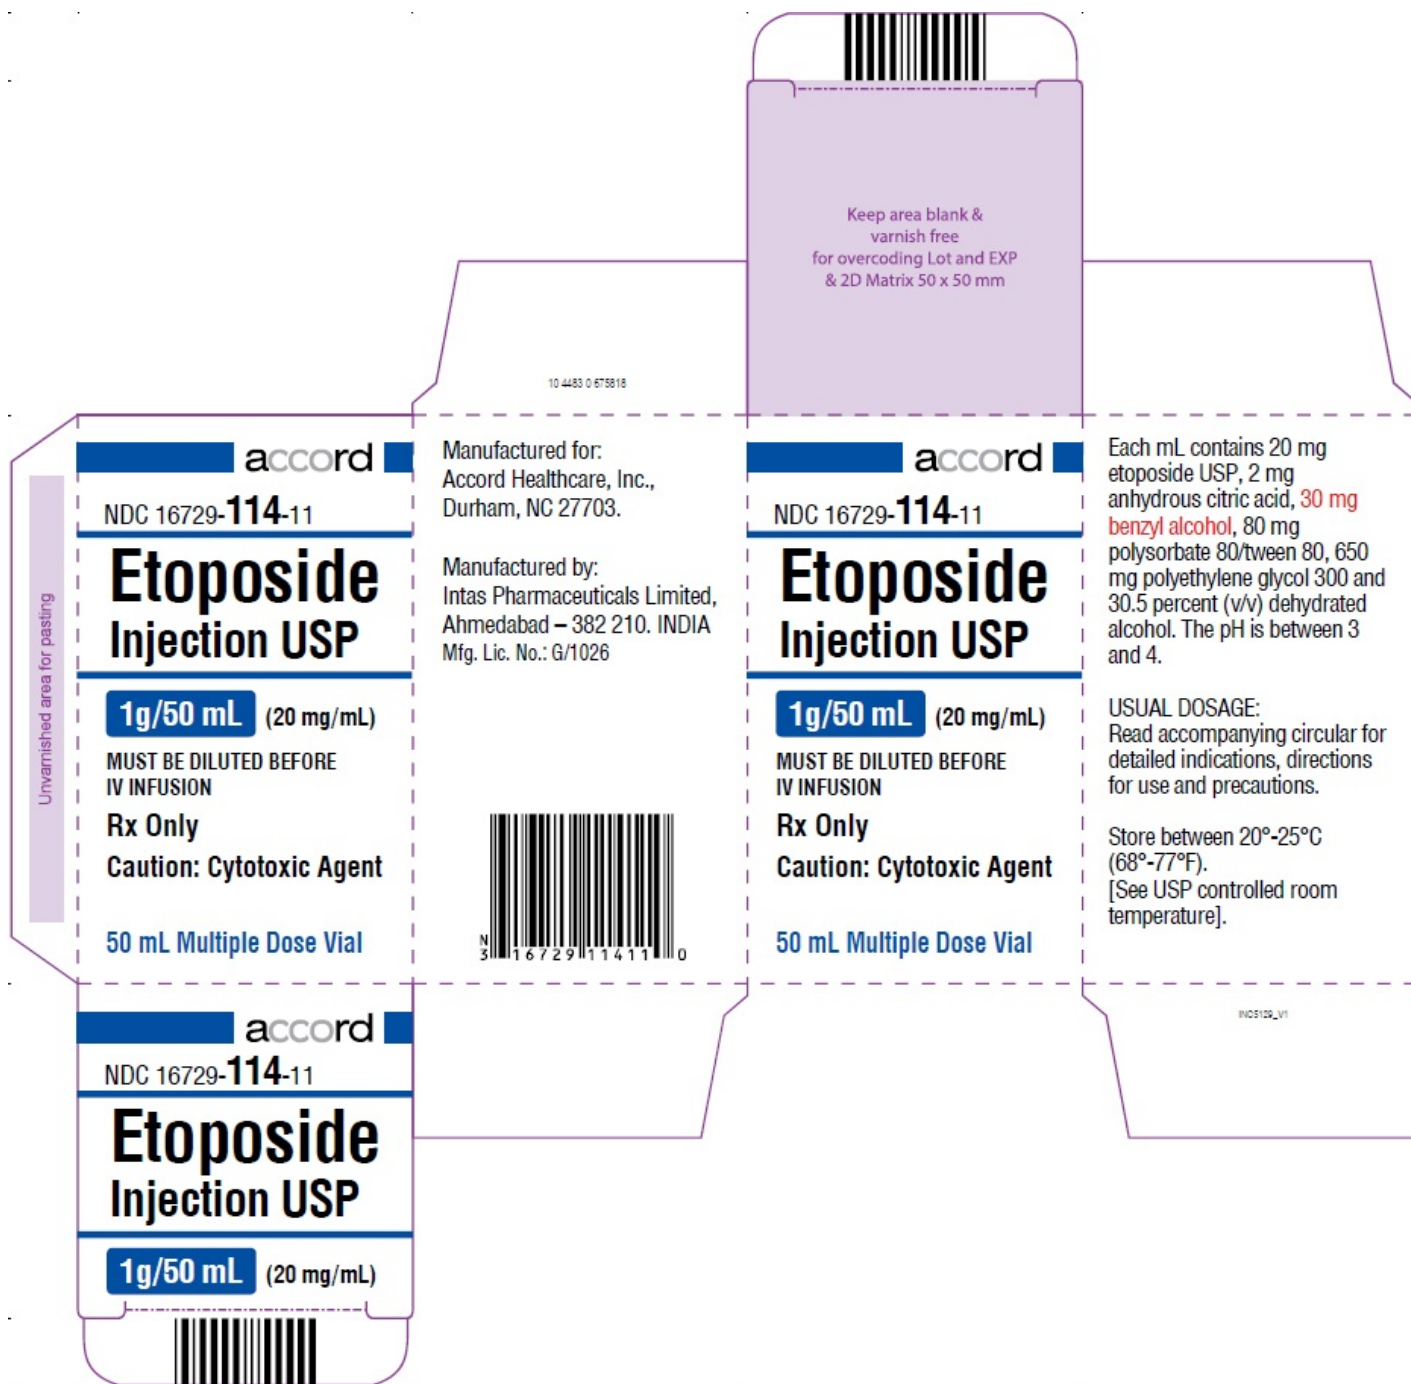 Keep area blank &
varnish free
for overcoding Lot and EXP
& 2D Matrix 50 x 50 mm
10 4483 0 675818
Unvarnished area for pasting
accord
NDC 16729-114-11
Etoposide
Injection USP
1g/50 mL (20 mg/mL)
MUST BE DILUTED BEFORE
IV INFUSION
Rx Only
Caution: Cytotoxic Agent
50 mL Multiple Dose Vial
Manufactured for:
Accord Healthcare, Inc.,
Durham, NC 27703.
Manufactured by:
Intas Pharmaceuticals Limited,
Ahmedabad – 382 210. INDIA
Mfg. Lic. No.: G/1026
N
3 16729 11411 0
accord
NDC 16729-114-11
Etoposide
Injection USP
1g/50 mL (20 mg/mL)
MUST BE DILUTED BEFORE
IV INFUSION
Rx Only
Caution: Cytotoxic Agent
50 mL Multiple Dose Vial
Each mL contains 20 mg
etoposide USP, 2 mg
anhydrous citric acid, 30 mg
benzyl alcohol, 80 mg
polysorbate 80/tween 80, 650
mg polyethylene glycol 300 and
30.5 percent (v/v) dehydrated
alcohol. The pH is between 3
and 4.
USUAL DOSAGE:
Read accompanying circular for
detailed indications, directions
for use and precautions.
Store between 20°-25°C
(68°-77°F).
[See USP controlled room
temperature].
INC5129_V1
accord
NDC 16729-114-11
Etoposide
Injection USP
1g/50 mL (20 mg/mL)